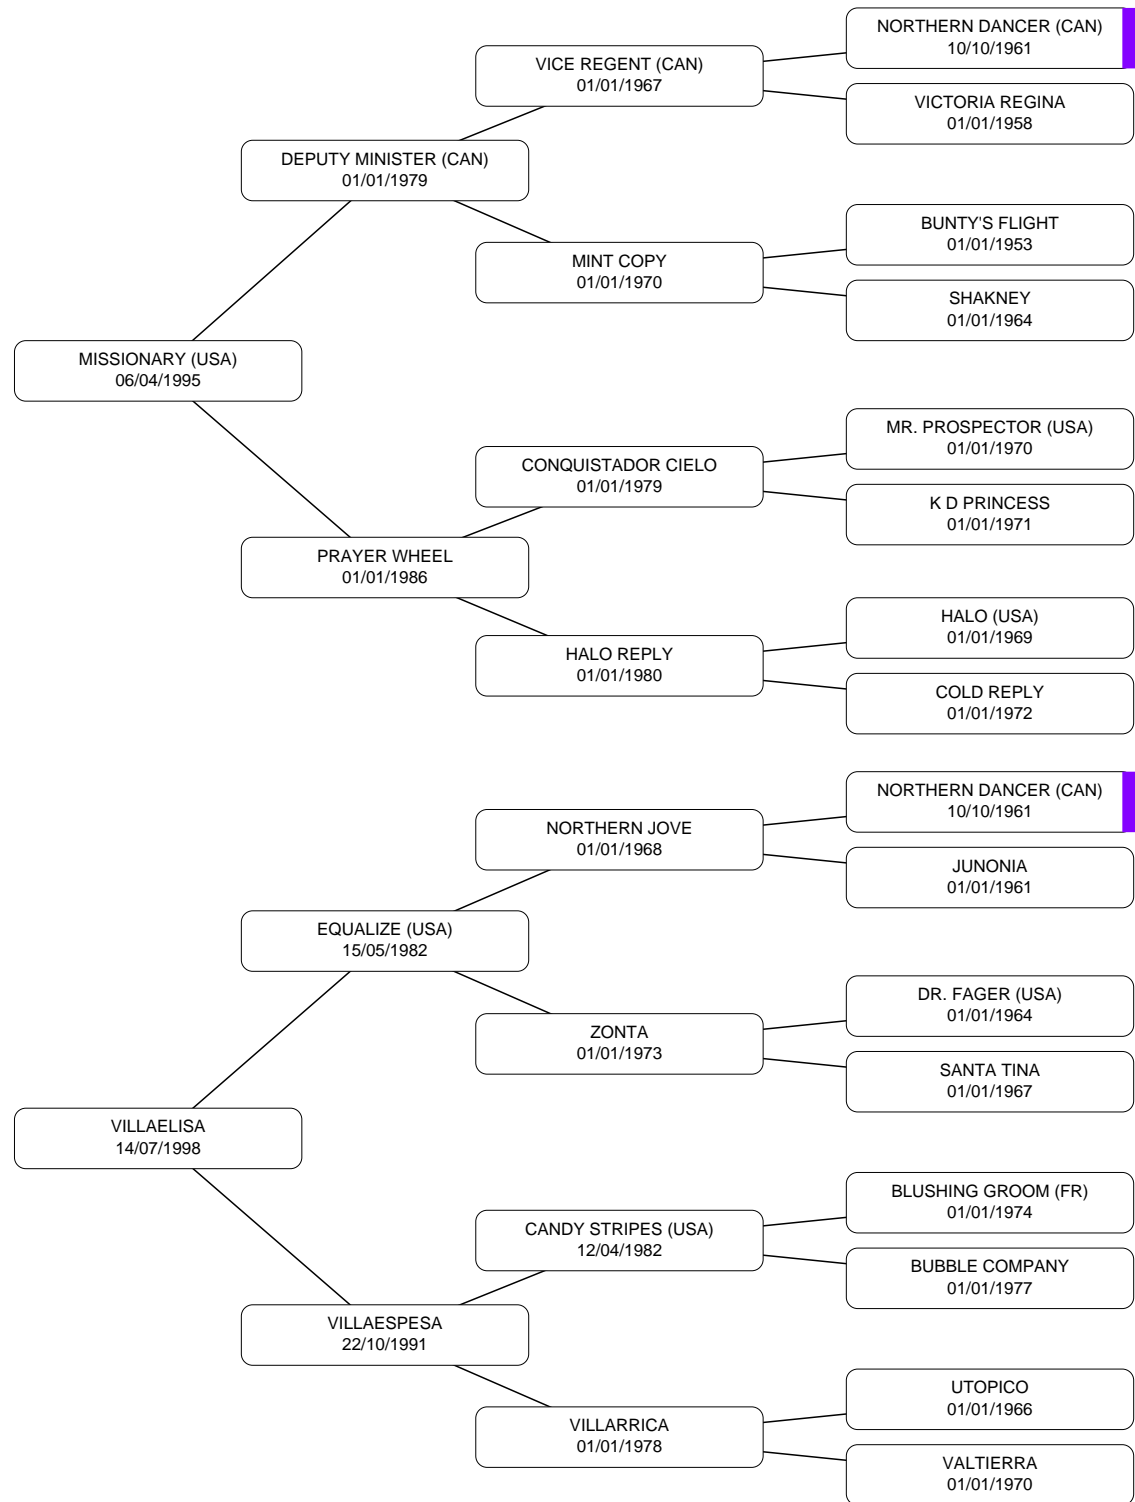 NORTHERN DANCER (CAN)
10/10/1961
VICE REGENT (CAN)
01/01/1967
VICTORIA REGINA
01/01/1958
DEPUTY MINISTER (CAN)
01/01/1979
BUNTY'S FLIGHT
01/01/1953
MINT COPY
01/01/1970
SHAKNEY
01/01/1964
MISSIONARY (USA)
06/04/1995
MR. PROSPECTOR (USA)
01/01/1970
CONQUISTADOR CIELO
01/01/1979
K D PRINCESS
01/01/1971
PRAYER WHEEL
01/01/1986
HALO (USA)
01/01/1969
HALO REPLY
01/01/1980
COLD REPLY
01/01/1972
NORTHERN DANCER (CAN)
10/10/1961
NORTHERN JOVE
01/01/1968
JUNONIA
01/01/1961
EQUALIZE (USA)
15/05/1982
DR. FAGER (USA)
01/01/1964
ZONTA
01/01/1973
SANTA TINA
01/01/1967
VILLAELISA
14/07/1998
BLUSHING GROOM (FR)
01/01/1974
CANDY STRIPES (USA)
12/04/1982
BUBBLE COMPANY
01/01/1977
VILLAESPESA
22/10/1991
UTOPICO
01/01/1966
VILLARRICA
01/01/1978
VALTIERRA
01/01/1970